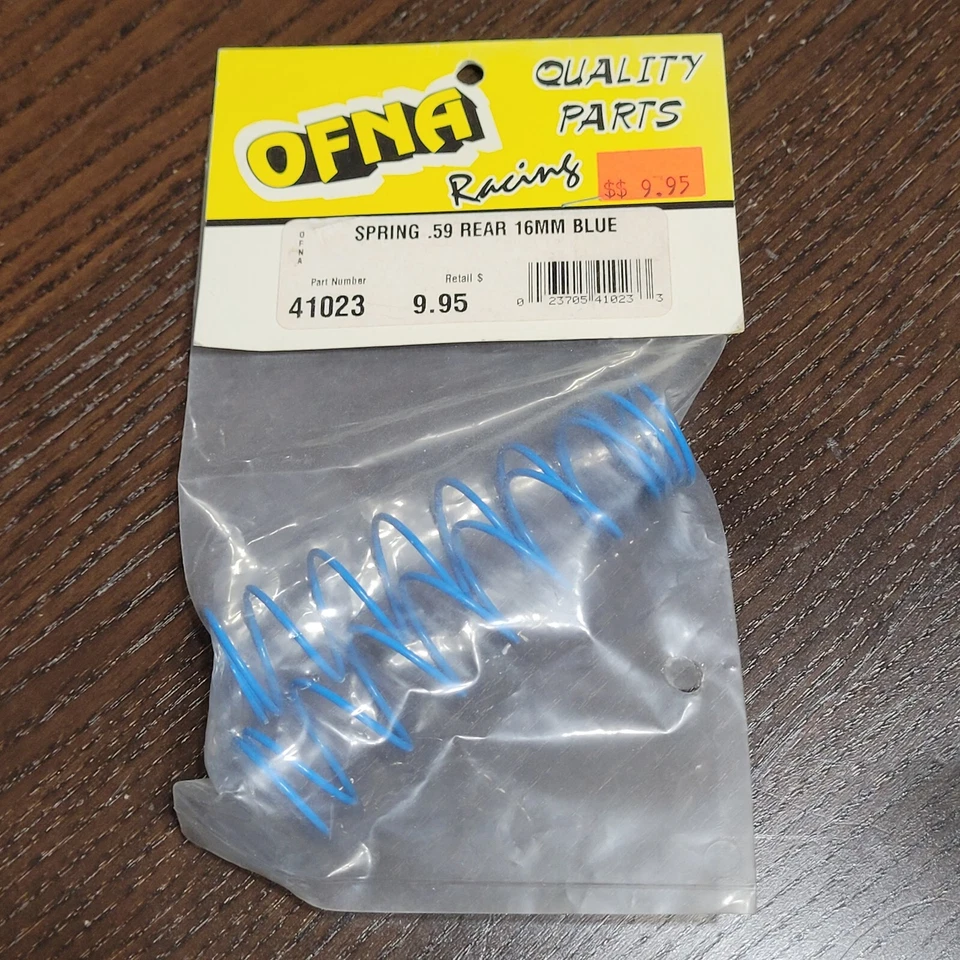 QUALITY
PARTS
OFNA
Racing
$$ 9.95
OFNA
SPRING .59 REAR 16MM BLUE
Part Number
Retail $
41023
9.95
0 23705 41023 3